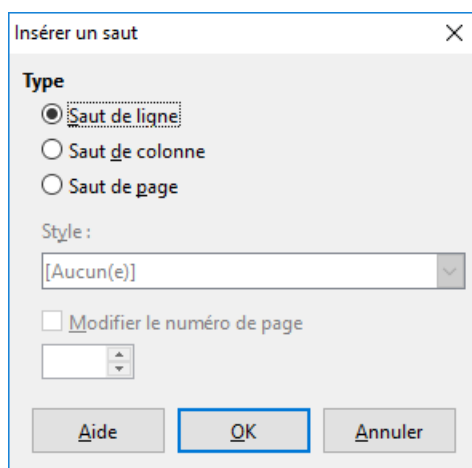 Insérer un saut
Type
Saut de ligne
Saut de colonne
Saut de page
Style :
[Aucun(e)]
Modifier le numéro de page
Aide
OK
Annuler